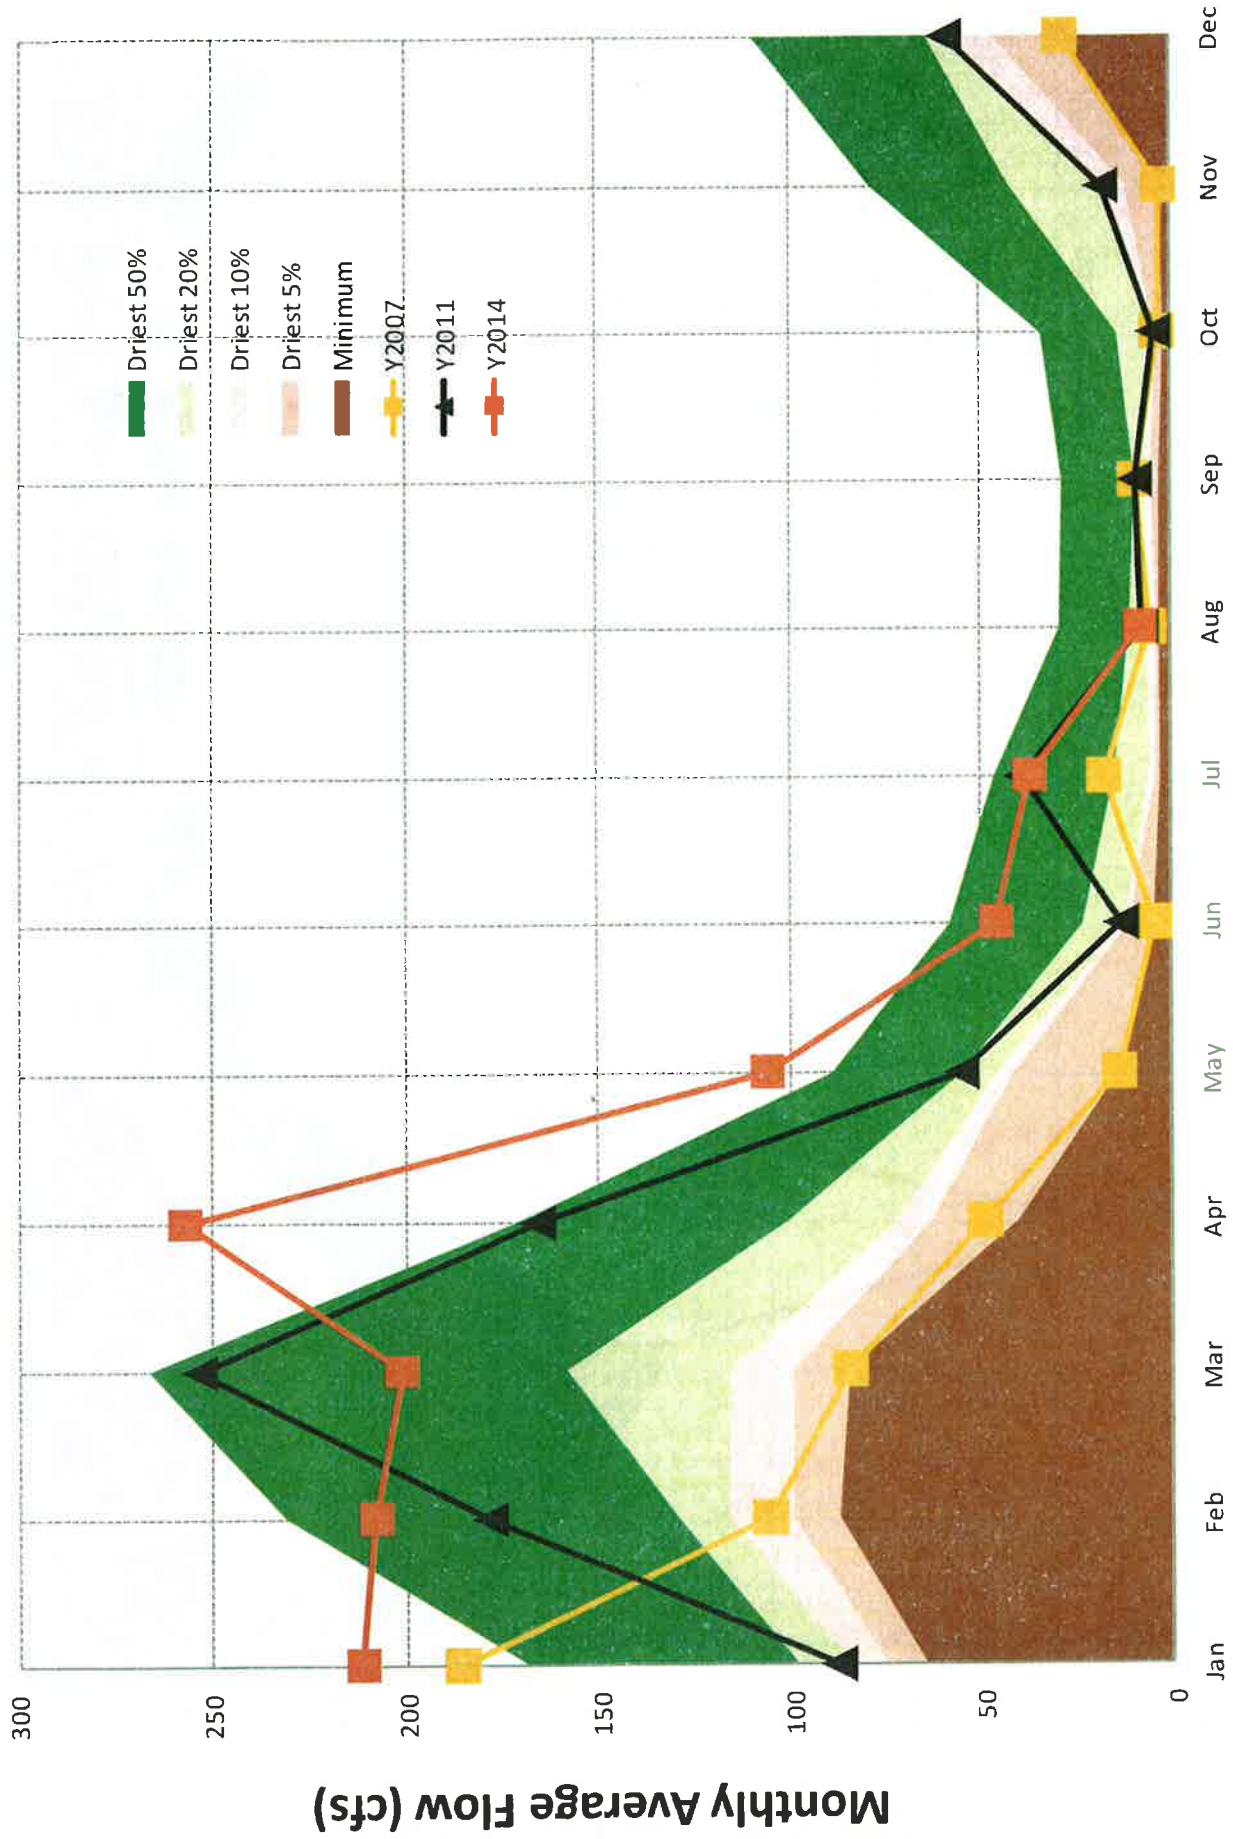 Monthly Average Flow (cfs)
300
250
200
150
100
50
0
Driest 50%
Driest 20%
Driest 10%
Driest 5%
Minimum
Y2007
Y2011
Y2014
Jan
Feb
Mar
Apr
May
Jun
Jul
Aug
Sep
Oct
Nov
Dec